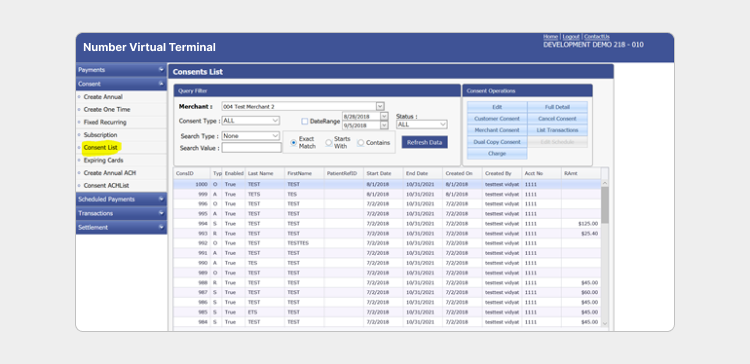 Home | Logout | ContactUs
Number Virtual Terminal
DEVELOPMENT DEMO 218 - 010
Payments
Consent
Create Annual
Create One Time
Fixed Recurring
Subscription
Consent List
Expiring Cards
Create Annual ACH
Consent ACHList
Scheduled Payments
Transactions
Settlement
Consents List
Query Filter
Merchant : 004 Test Merchant 2
Consent Type : ALL DateRange 8/28/2018 9/5/2018 Status : ALL
Search Type : None Exact Match Starts With Contains Refresh Data
Search Value :
Consent Operations
Edit Full Detail
Customer Consent Cancel Consent
Merchant Consent List Transactions
Dual Copy Consent Edit Schedule
Charge
ConsID Typ Enabled Last Name FirstName PatientRefID Start Date End Date Created On Created By Acct No RAmt
1000 O True TEST TEST 8/1/2018 10/31/2021 8/1/2018 testtest vidyat 1111
999 A True TETS TES 8/1/2018 10/31/2021 8/1/2018 testtest vidyat 1111
996 O True TEST TEST 7/2/2018 10/31/2021 7/2/2018 testtest vidyat 1111
995 A True TEST TEST 7/2/2018 10/31/2021 7/2/2018 testtest vidyat 1111
994 S True TEST TEST 7/2/2018 10/31/2021 7/2/2018 testtest vidyat 1111 $125.00
993 R True TEST TEST 7/2/2018 10/31/2021 7/2/2018 testtest vidyat 1111 $25.40
992 O True TEST TESTTES 7/2/2018 10/31/2021 7/2/2018 testtest vidyat 1111
991 A True TEST TEST 7/2/2018 10/31/2021 7/2/2018 testtest vidyat 1111
990 A True TES TEST 7/2/2018 10/31/2021 7/2/2018 testtest vidyat 1111
989 O True TEST TEST 7/2/2018 10/31/2021 7/2/2018 testtest vidyat 1111
988 R True TEST TEST 7/2/2018 10/31/2021 7/2/2018 testtest vidyat 1111 $45.00
987 S True TEST TEST 7/2/2018 10/31/2021 7/2/2018 testtest vidyat 1111 $60.00
986 S True TEST TEST 7/2/2018 10/31/2021 7/2/2018 testtest vidyat 1111 $45.00
985 S True ETS TEST 7/2/2018 10/31/2021 7/2/2018 testtest vidyat 1111 $45.00
984 S True TEST TEST 7/2/2018 10/31/2021 7/2/2018 testtest vidyat 1111 $45.00